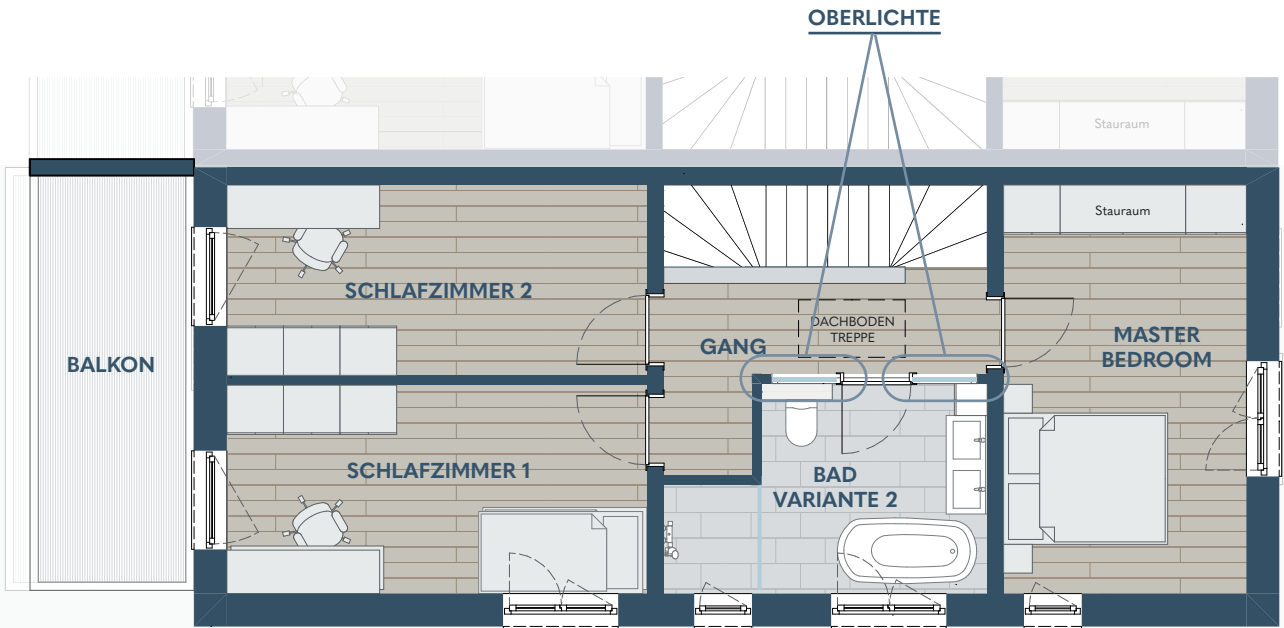 OBERLICHTE
Stauraum
Stauraum
SCHLAFZIMMER 2
DACHBODEN
TREPPE
GANG
MASTER
BEDROOM
BALKON
SCHLAFZIMMER 1
BAD
VARIANTE 2